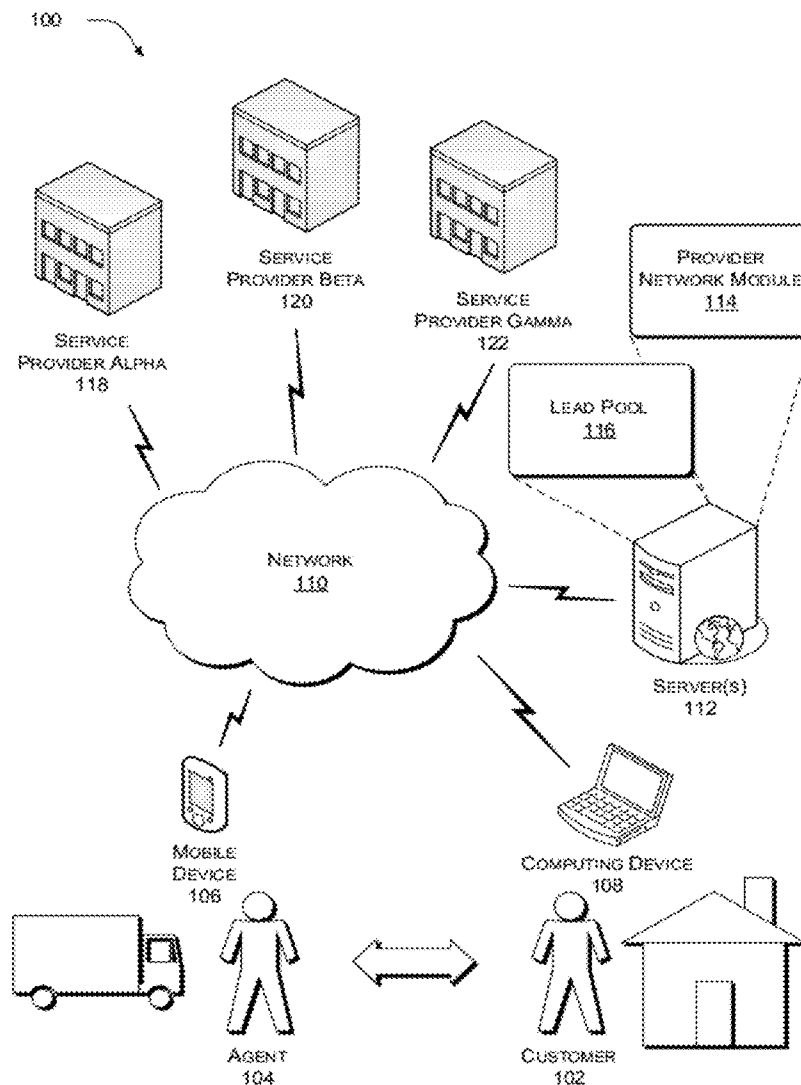 100
SERVICE
PROVIDER ALPHA
118
SERVICE
PROVIDER BETA
120
SERVICE
PROVIDER GAMMA
122
PROVIDER
NETWORK MODULE
114
LEAD POOL
116
NETWORK
110
SERVER(S)
112
MOBILE
DEVICE
106
COMPUTING DEVICE
108
AGENT
104
CUSTOMER
102